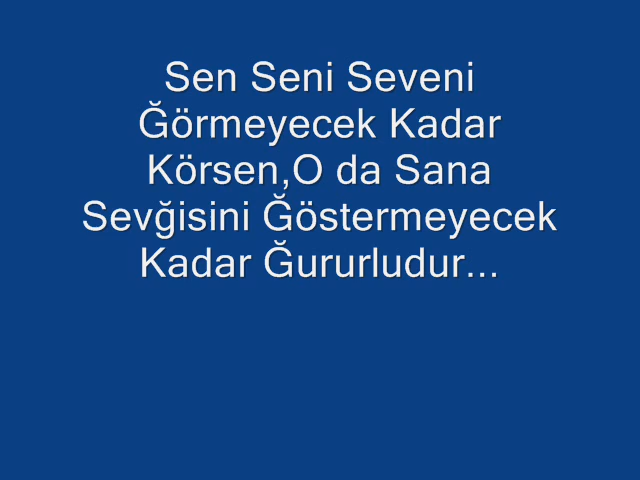 Sen Seni Seveni
Ğörmeyecek Kadar
Körsen,O da Sana
Sevğisini Ğöstermeyecek
Kadar Ğururludur...